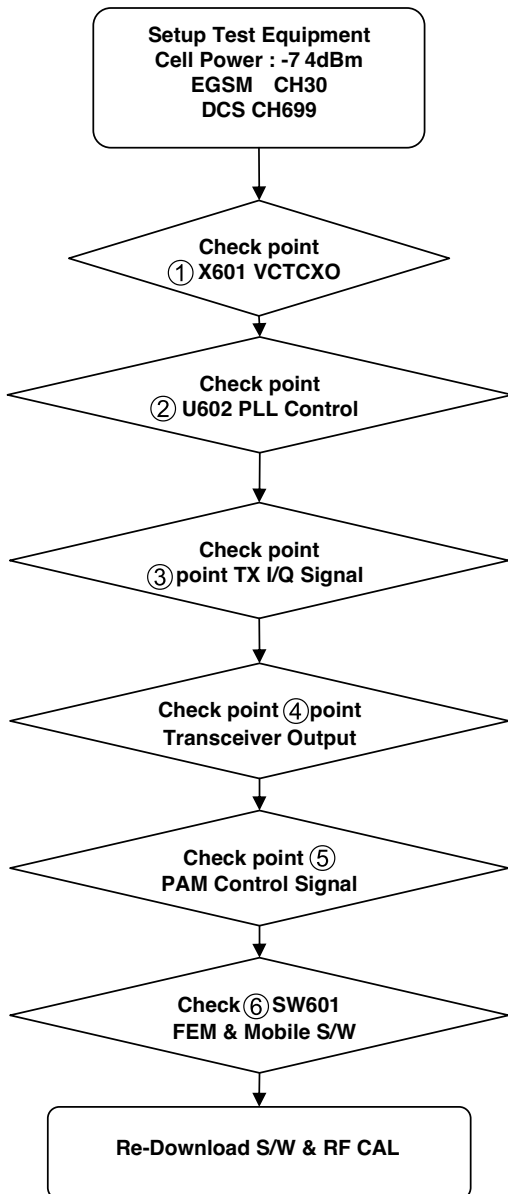 Setup Test Equipment
Cell Power : -7 4dBm
EGSM CH30
DCS CH699
Check point
① X601 VCTCXO
Check point
② U602 PLL Control
Check point
③ point TX I/Q Signal
Check point ④ point
Transceiver Output
Check point ⑤
PAM Control Signal
Check ⑥ SW601
FEM & Mobile S/W
Re-Download S/W & RF CAL